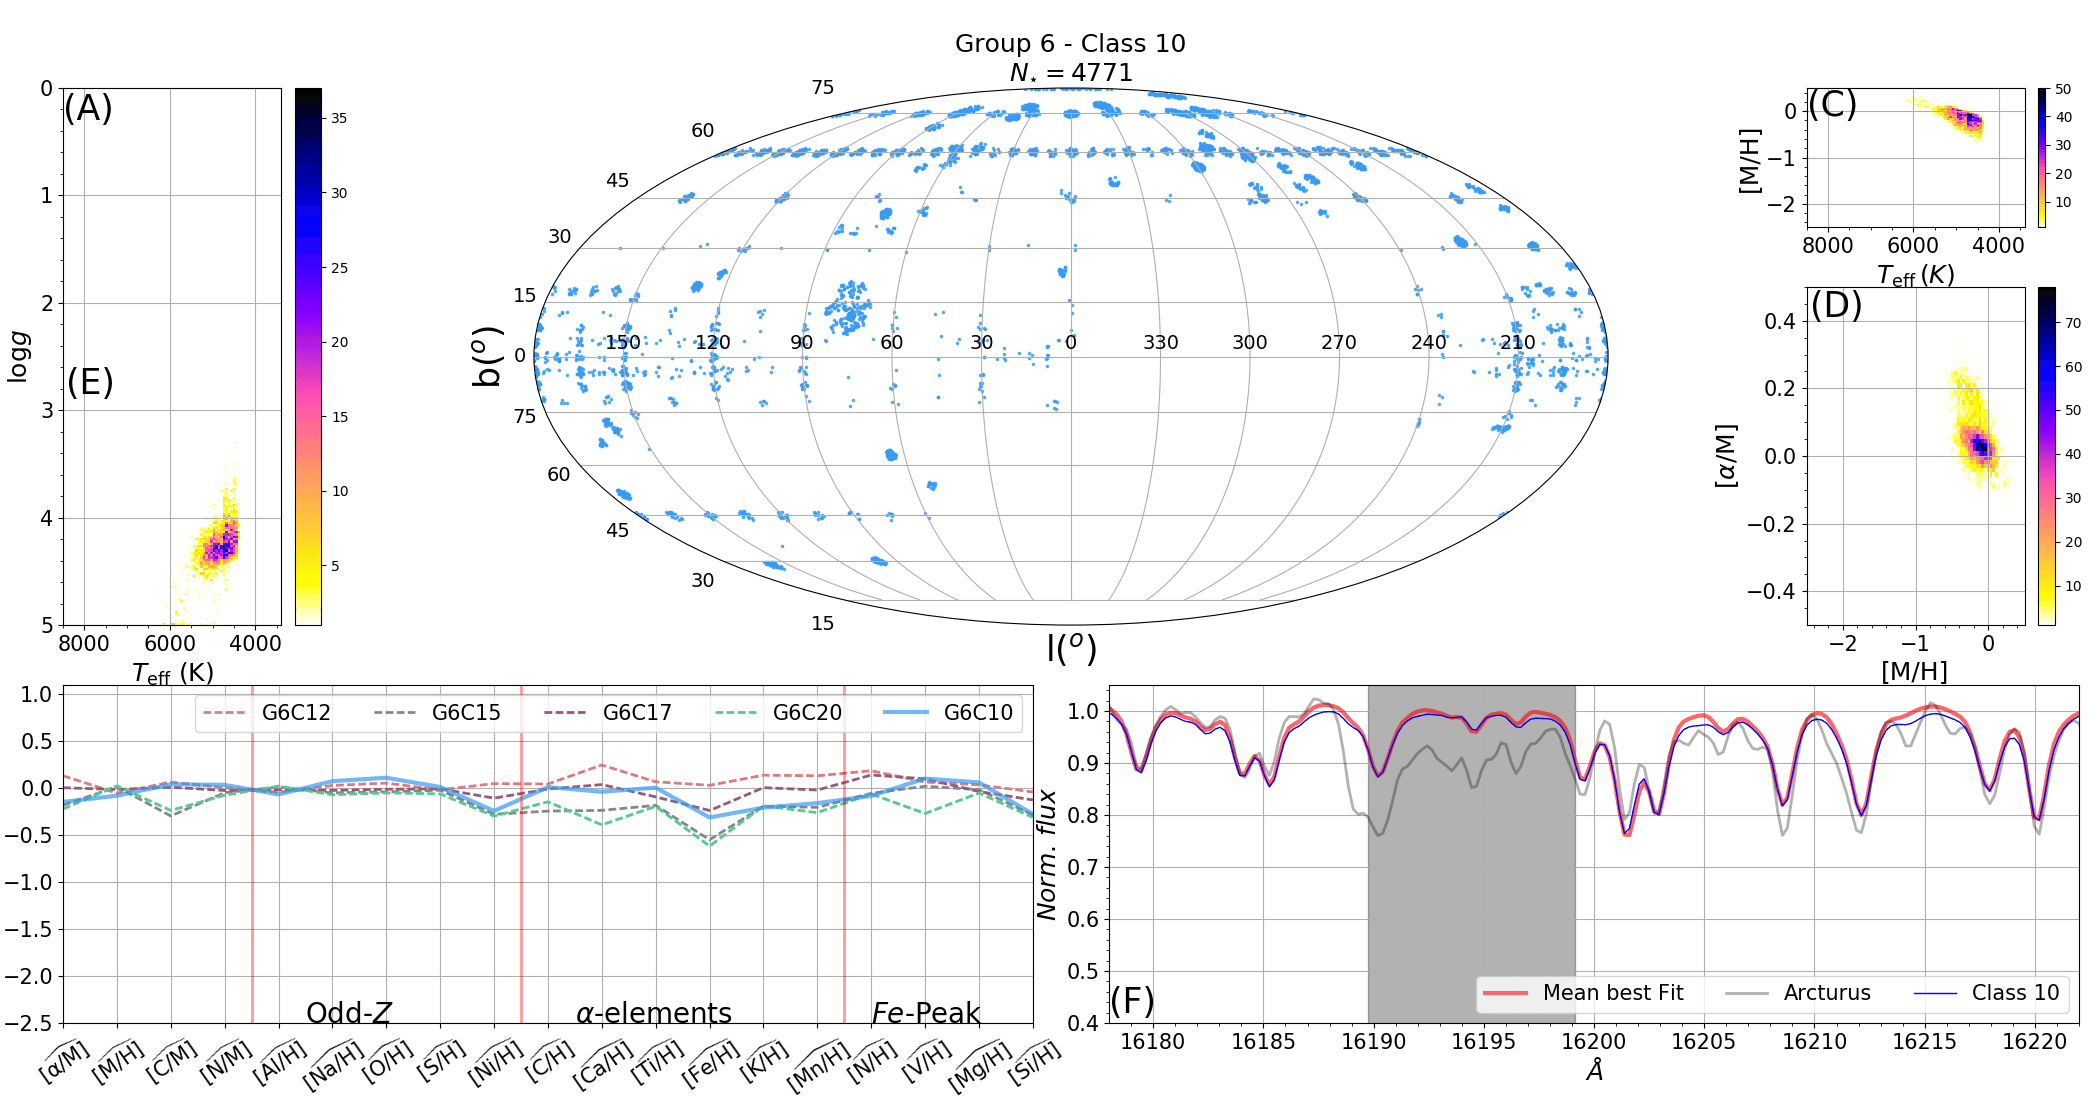 Group 6 - Class 10
N⋆ = 4771
(A)
0
1
2
3
4
5
log g
(E)
8000 6000 4000
Teff (K)
35
30
25
20
15
10
5
75
60
45
30
15
0
75
60
45
30
15
b(o)
150 120 90 60 30 0 330 300 270 240 210
l(o)
(C)
0
−1
−2
[M/H]
8000 6000 4000
Teff (K)
50
40
30
20
10
(D)
0.4
0.2
0.0
−0.2
−0.4
[α/M]
−2 −1 0
[M/H]
70
60
50
40
30
20
10
1.0
0.5
0.0
−0.5
−1.0
−1.5
−2.0
−2.5
G6C12 G6C15 G6C17 G6C20 G6C10
Odd-Z α-elements Fe-Peak
[α/M] [M/H] [C/M] [N/M] [Al/H] [Na/H] [O/H] [S/H] [Ni/H] [C/H] [Ca/H] [Ti/H] [Fe/H] [K/H] [Mn/H] [N/H] [V/H] [Mg/H] [Si/H]
1.0
0.9
0.8
0.7
0.6
0.5
0.4
Norm. flux
(F)
Mean best Fit Arcturus Class 10
16180 16185 16190 16195 16200 16205 16210 16215 16220
Å